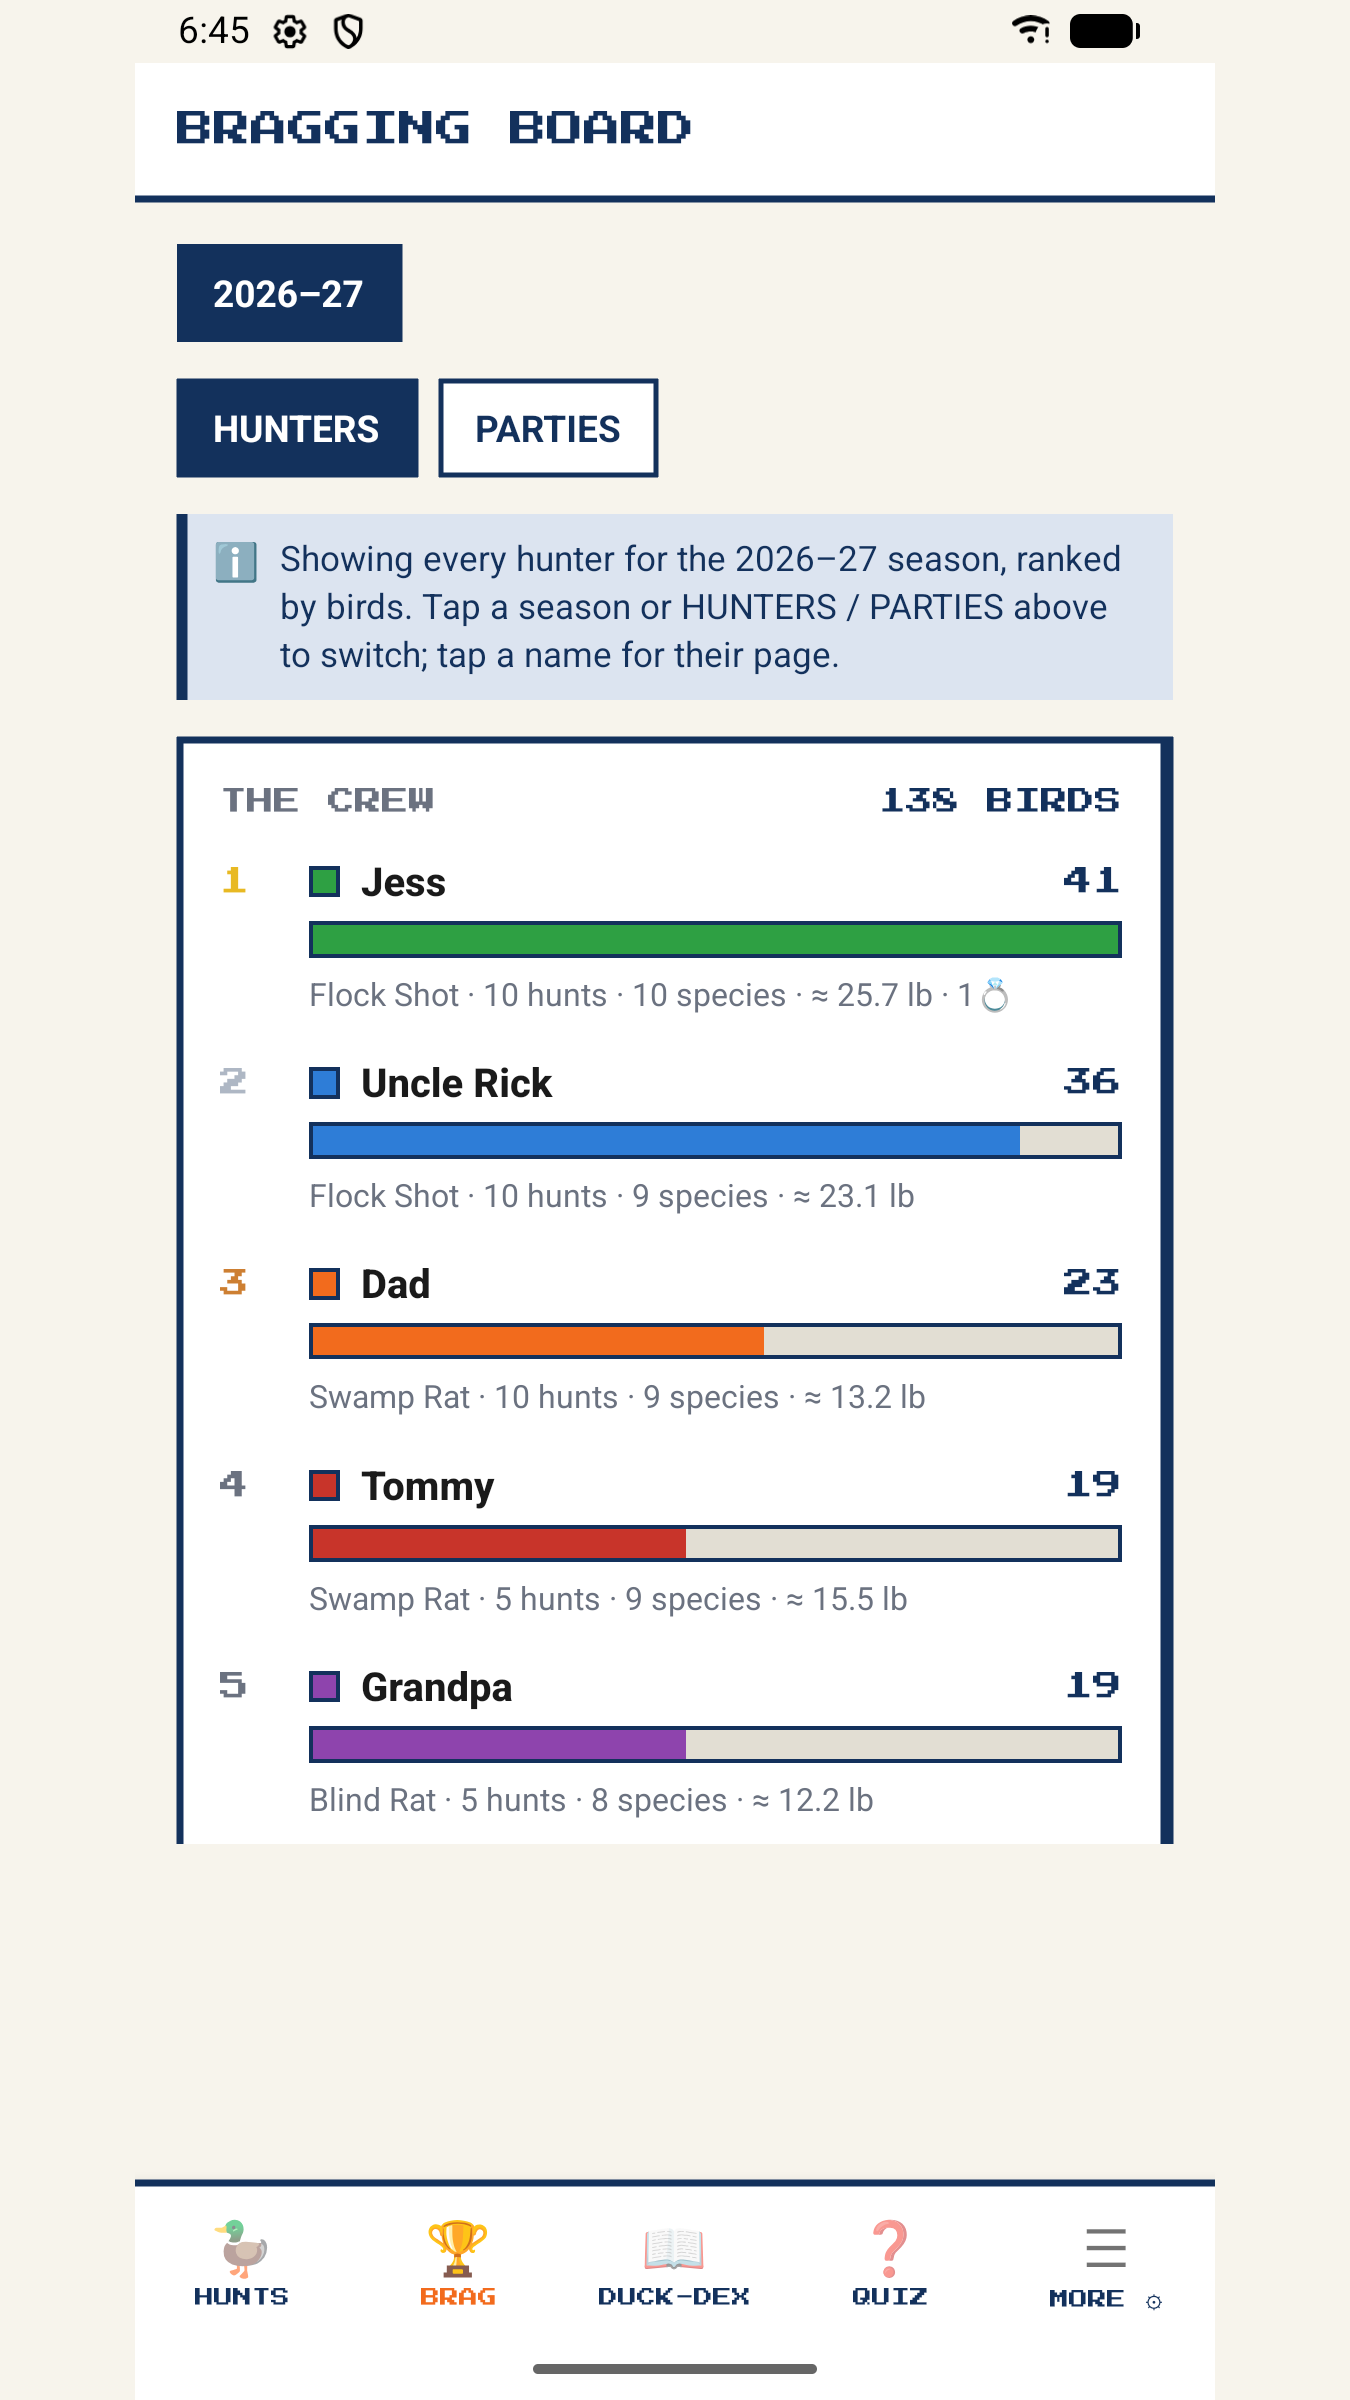 6:45
BRAGGING BOARD
2026–27
HUNTERS PARTIES
Showing every hunter for the 2026–27 season, ranked
by birds. Tap a season or HUNTERS / PARTIES above
to switch; tap a name for their page.
THE CREW 138 BIRDS
1 Jess 41
Flock Shot · 10 hunts · 10 species · ≈ 25.7 lb · 1💍
2 Uncle Rick 36
Flock Shot · 10 hunts · 9 species · ≈ 23.1 lb
3 Dad 23
Swamp Rat · 10 hunts · 9 species · ≈ 13.2 lb
4 Tommy 19
Swamp Rat · 5 hunts · 9 species · ≈ 15.5 lb
5 Grandpa 19
Blind Rat · 5 hunts · 8 species · ≈ 12.2 lb
HUNTS BRAG DUCK-DEX QUIZ MORE ⚙